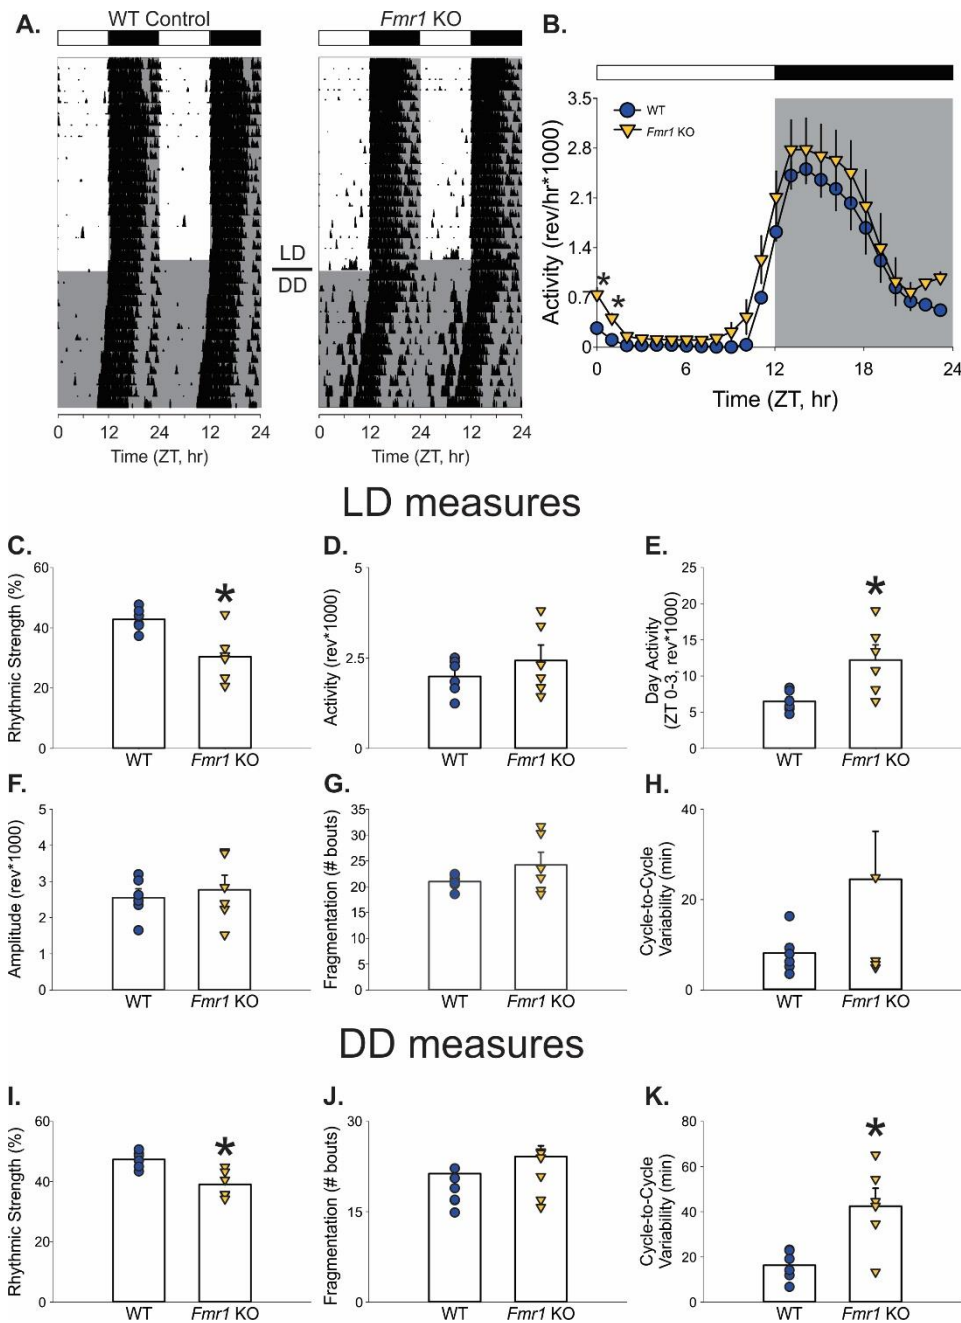 A.
WT Control
Fmr1 KO
LD
DD
0 12 24 12 24
Time (ZT, hr)
0 12 24 12 24
Time (ZT, hr)
B.
WT
Fmr1 KO
Activity (rev/hr*1000)
3.5
2.8
2.1
1.4
0.7
0
* *
0 6 12 18 24
Time (ZT, hr)
LD measures
C.
Rhythmic Strength (%)
60
40
20
0
*
WT Fmr1 KO
D.
Activity (rev*1000)
5
2.5
0
WT Fmr1 KO
E.
Day Activity
(ZT 0-3, rev*1000)
25
20
15
10
5
0
*
WT Fmr1 KO
F.
Amplitude (rev*1000)
5
4
3
2
1
0
WT Fmr1 KO
G.
Fragmentation (# bouts)
35
30
25
20
15
10
5
0
WT Fmr1 KO
H.
Cycle-to-Cycle
Variability (min)
40
20
0
WT Fmr1 KO
DD measures
I.
Rhythmic Strength (%)
60
40
20
0
*
WT Fmr1 KO
J.
Fragmentation (# bouts)
30
15
0
WT Fmr1 KO
K.
Cycle-to-Cycle
Variability (min)
80
60
40
20
0
*
WT Fmr1 KO